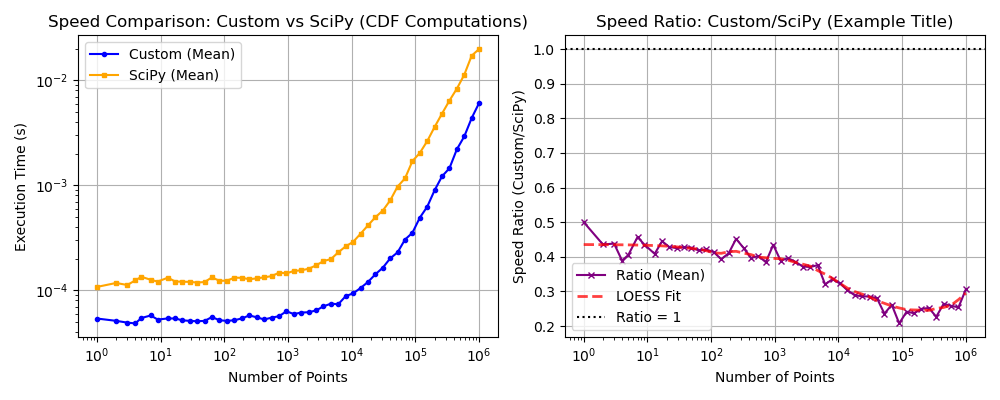 Speed Comparison: Custom vs SciPy (CDF Computations)
Custom (Mean)
SciPy (Mean)
Execution Time (s)
10⁻²
10⁻³
10⁻⁴
10⁰ 10¹ 10² 10³ 10⁴ 10⁵ 10⁶
Number of Points
Speed Ratio: Custom/SciPy (Example Title)
Speed Ratio (Custom/SciPy)
1.0
0.9
0.8
0.7
0.6
0.5
0.4
0.3
0.2
Ratio (Mean)
LOESS Fit
Ratio = 1
10⁰ 10¹ 10² 10³ 10⁴ 10⁵ 10⁶
Number of Points